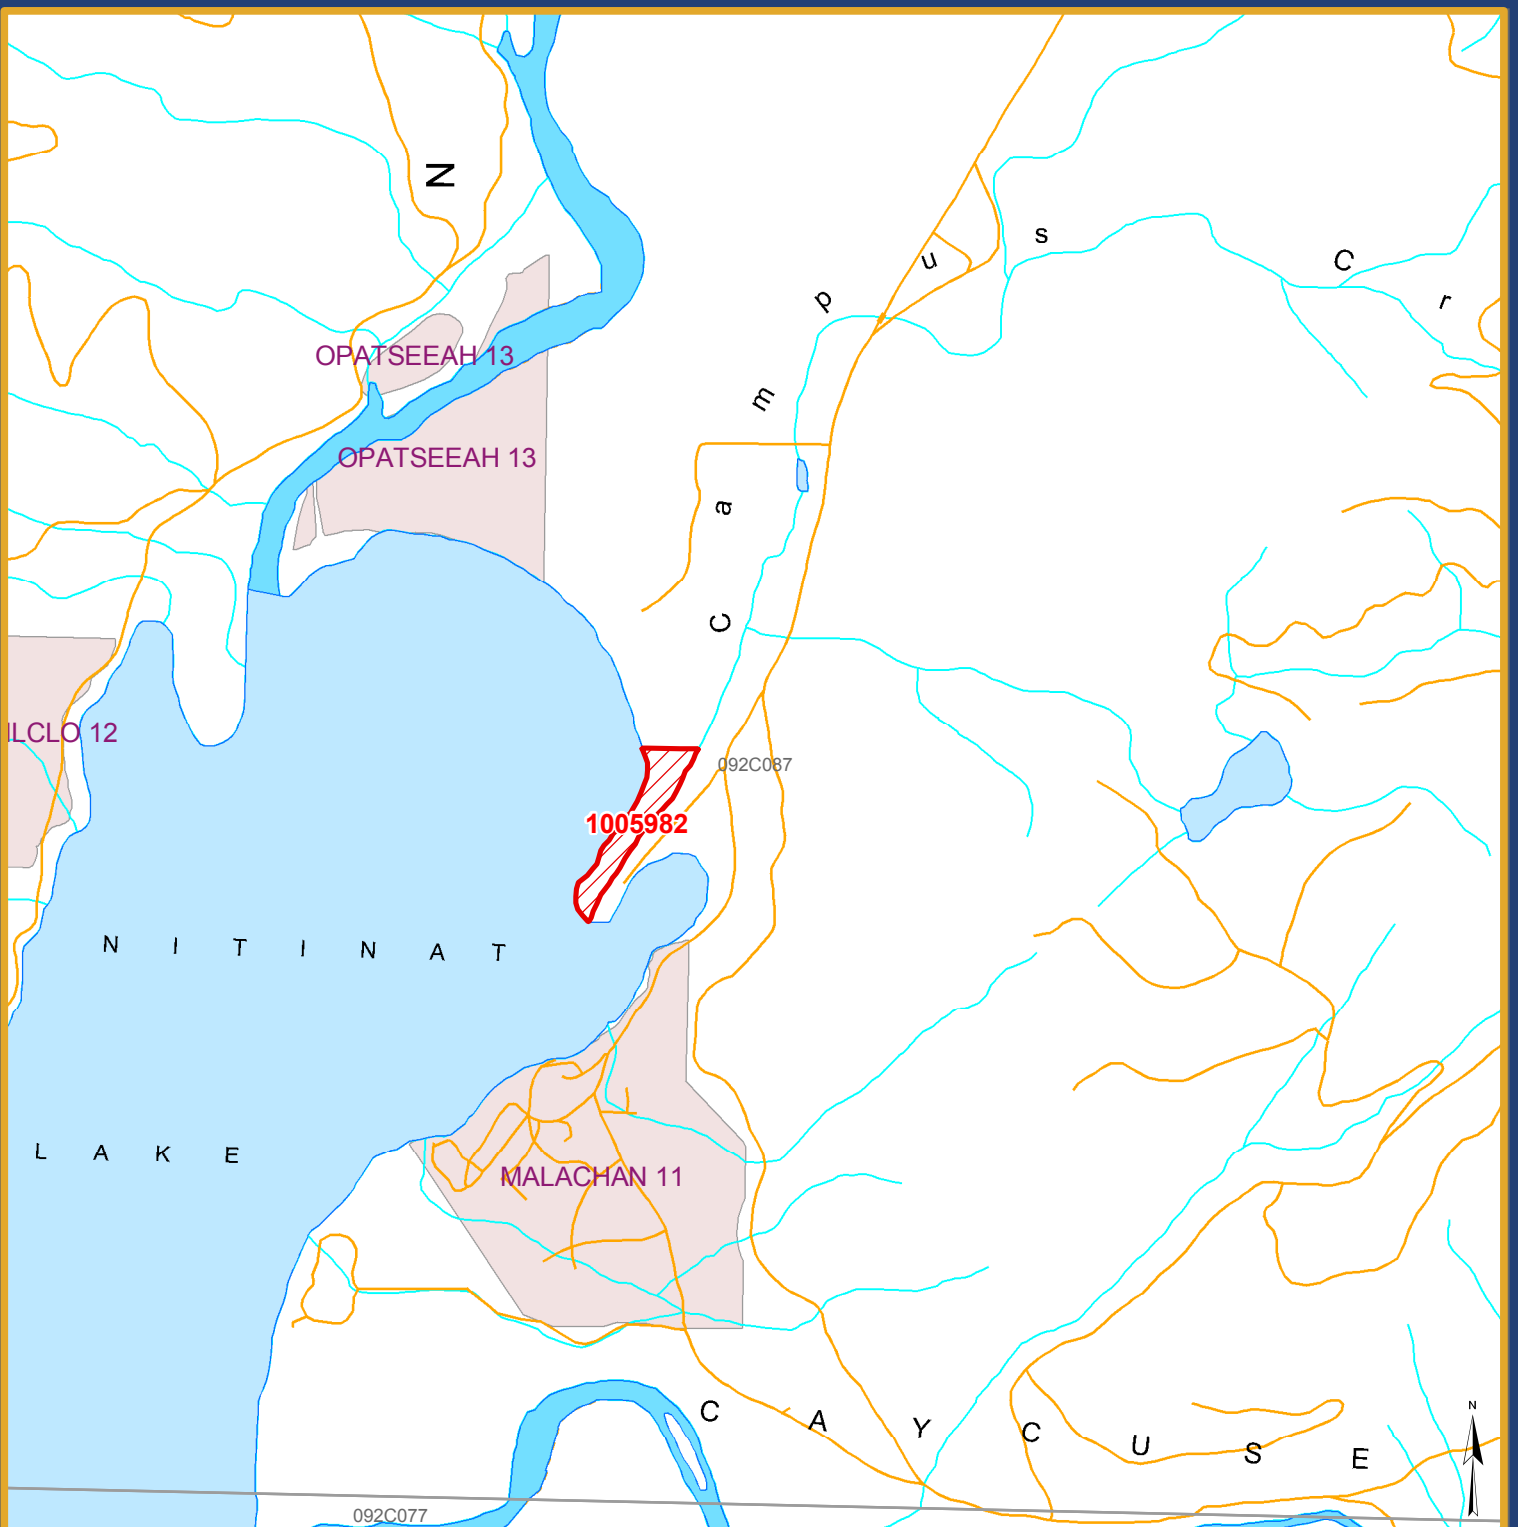 N
s
u
C
p
r
OPATSEEAH 13
m
OPATSEEAH 13
a
C
ILCLO 12
092C087
1005982
N I T I N A T
L A K E
MALACHAN 11
N
C A Y C U S E
092C077